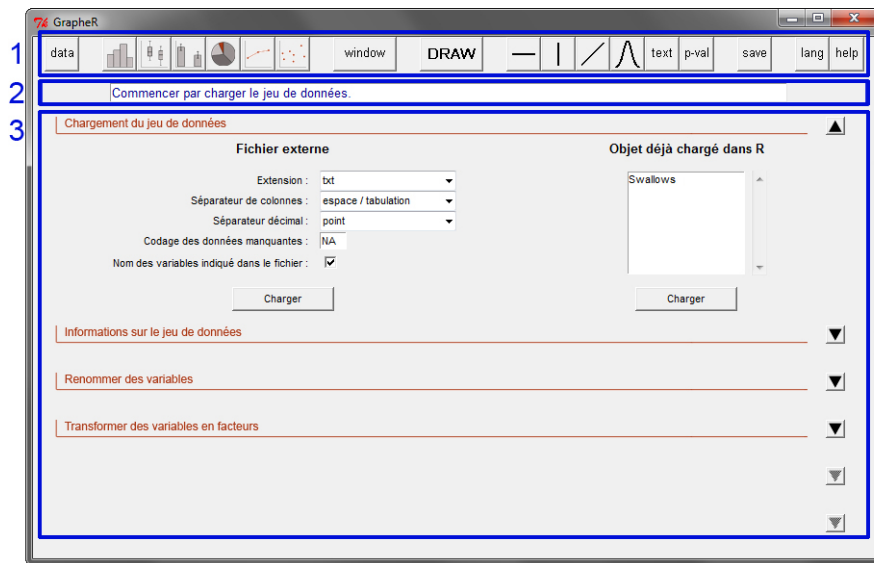 GrapheR
1 data window DRAW text p-val save lang help
2 Commencer par charger le jeu de données.
3 Chargement du jeu de données
Fichier externe Objet déjà chargé dans R
Extension : txt Swallows
Séparateur de colonnes : espace / tabulation
Séparateur décimal : point
Codage des données manquantes : NA
Nom des variables indiqué dans le fichier :
Charger Charger
Informations sur le jeu de données
Renommer des variables
Transformer des variables en facteurs